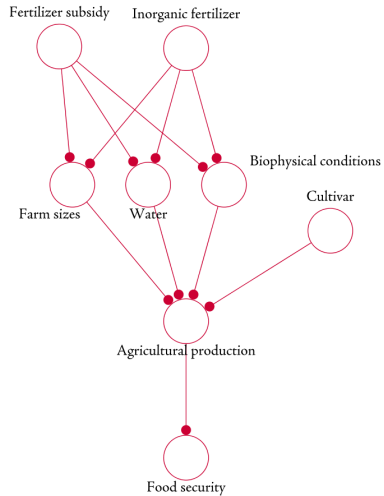 Fertilizer subsidy
Inorganic fertilizer
Biophysical conditions
Cultivar
Farm sizes
Water
Agricultural production
Food security